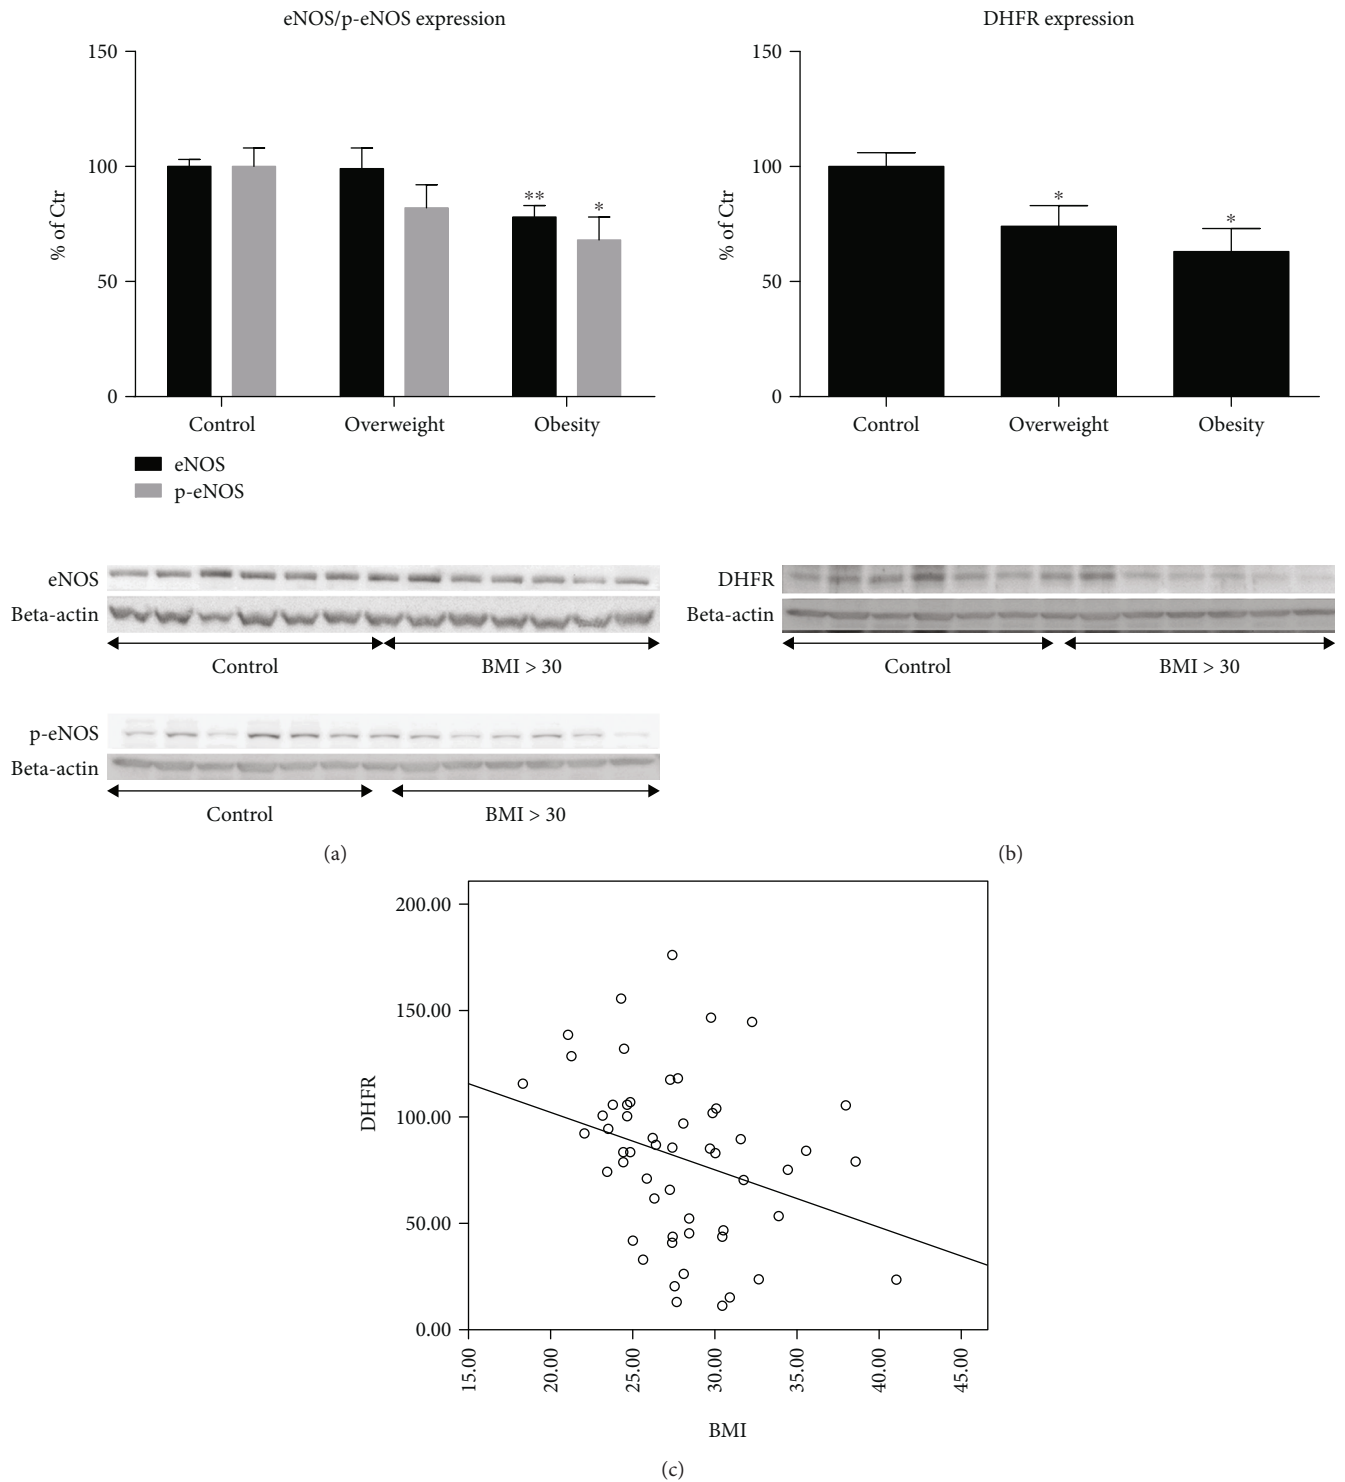 eNOS/p-eNOS expression
150
100
50
0
% of Ctr
**
*
Control Overweight Obesity
eNOS
p-eNOS
eNOS
Beta-actin
Control BMI > 30
p-eNOS
Beta-actin
Control BMI > 30
(a)
DHFR expression
150
100
50
0
% of Ctr
*
*
Control Overweight Obesity
DHFR
Beta-actin
Control BMI > 30
(b)
200.00
150.00
100.00
50.00
0.00
DHFR
15.00 20.00 25.00 30.00 35.00 40.00 45.00
BMI
(c)